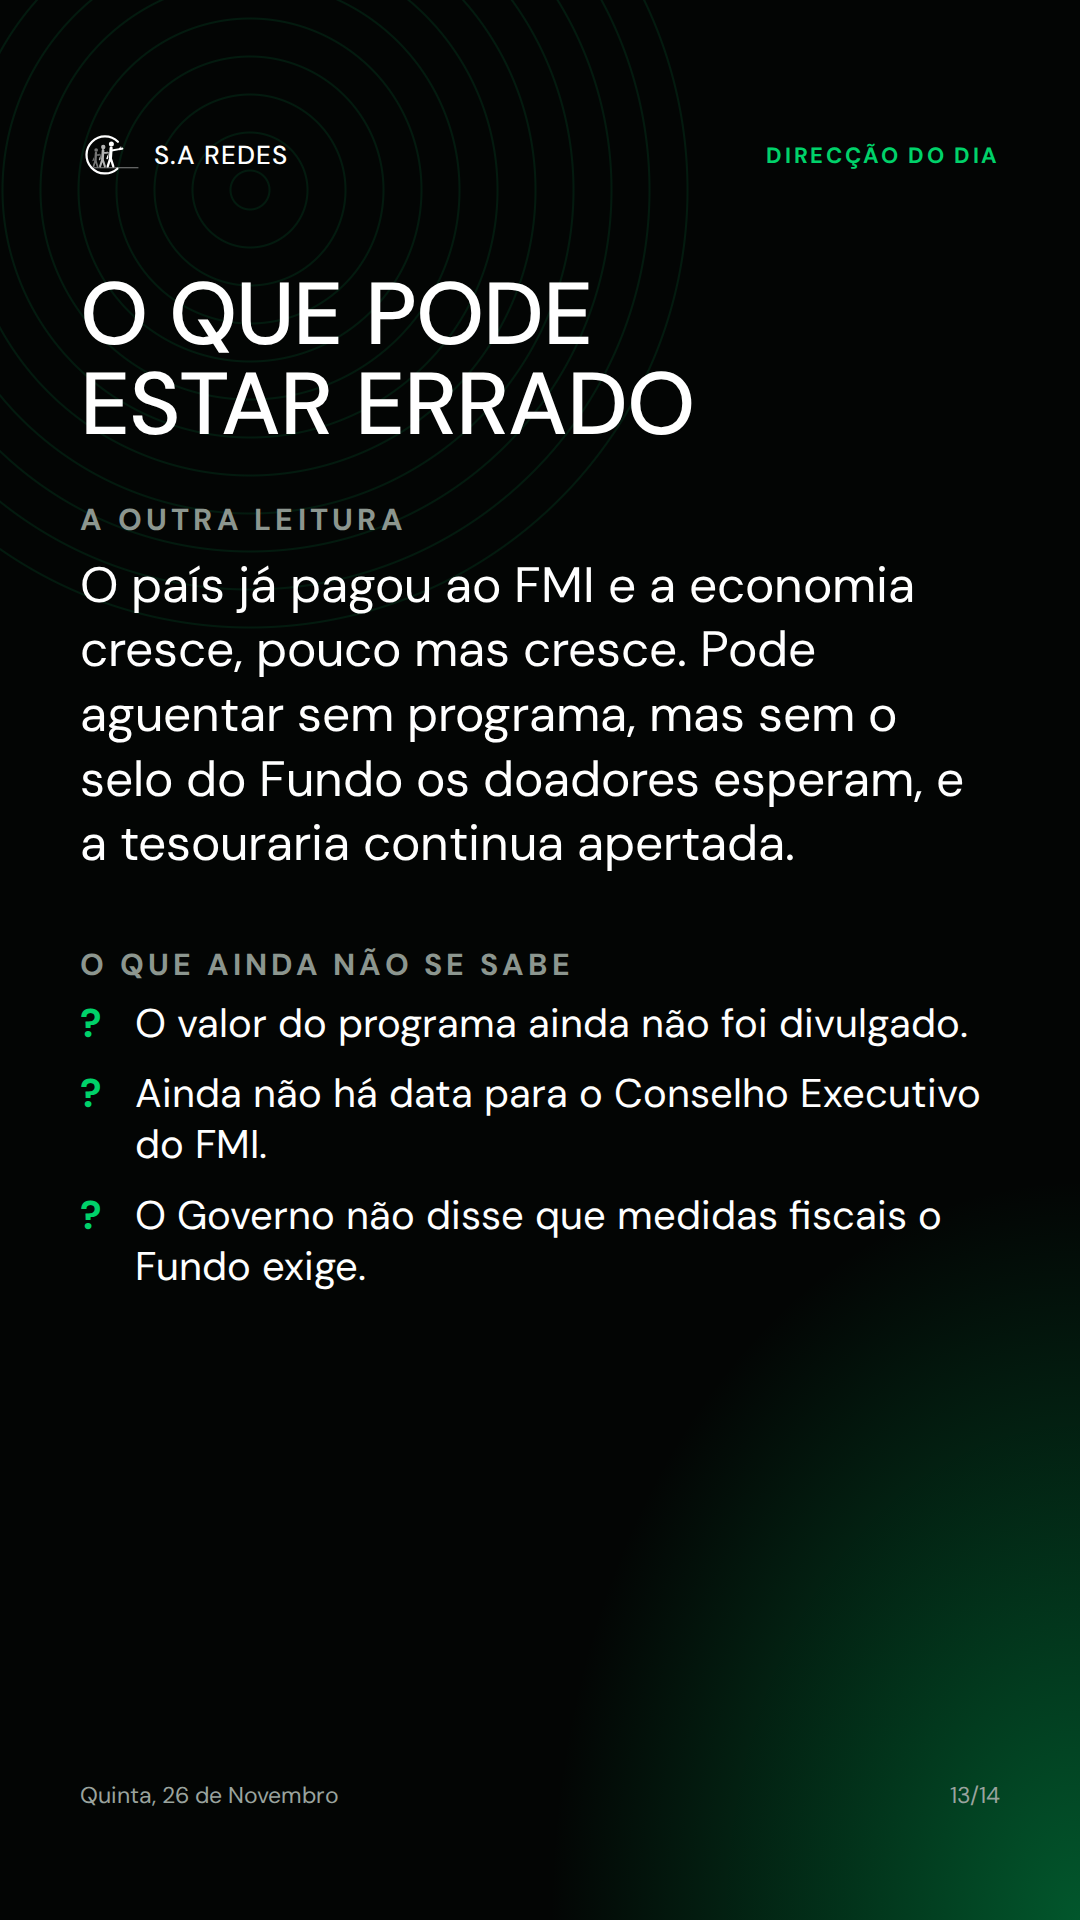 S.A REDES
DIRECÇÃO DO DIA
O QUE PODE
ESTAR ERRADO
A OUTRA LEITURA
O país já pagou ao FMI e a economia
cresce, pouco mas cresce. Pode
aguentar sem programa, mas sem o
selo do Fundo os doadores esperam, e
a tesouraria continua apertada.
O QUE AINDA NÃO SE SABE
? O valor do programa ainda não foi divulgado.
? Ainda não há data para o Conselho Executivo
do FMI.
? O Governo não disse que medidas fiscais o
Fundo exige.
Quinta, 26 de Novembro
13/14